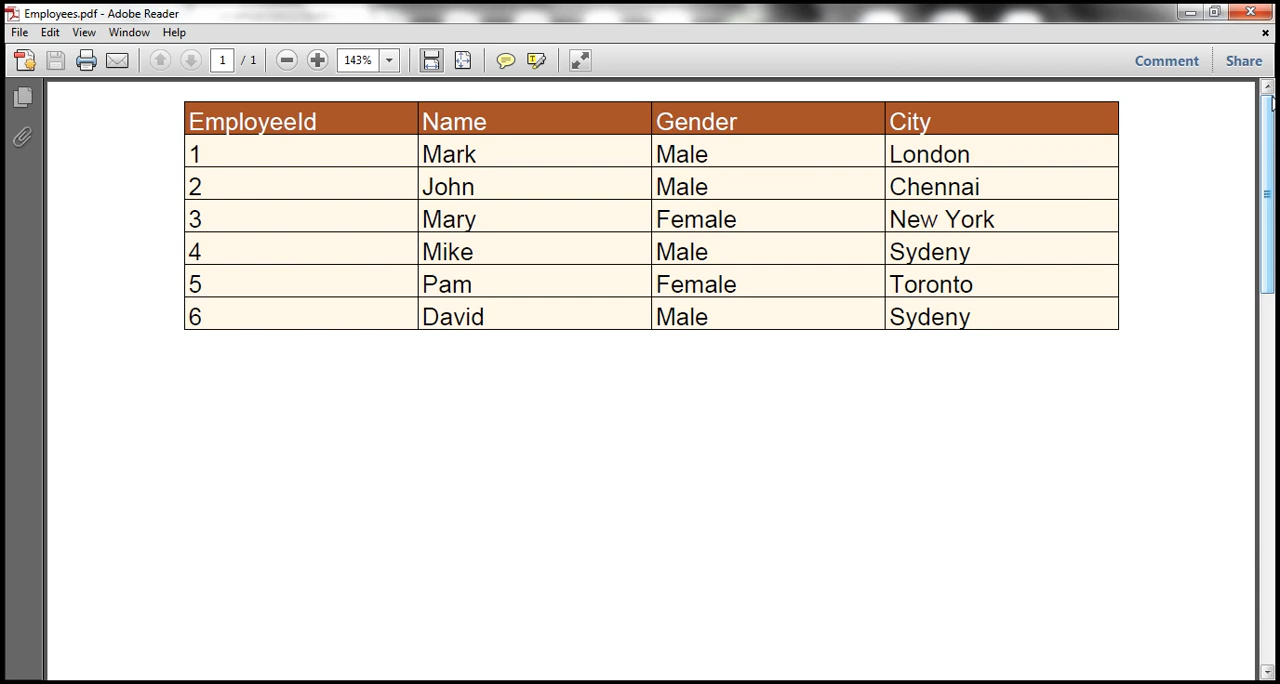 Employees.pdf - Adobe Reader
File Edit View Window Help
1 / 1 143% Comment Share
EmployeeId Name Gender City
1 Mark Male London
2 John Male Chennai
3 Mary Female New York
4 Mike Male Sydeny
5 Pam Female Toronto
6 David Male Sydeny